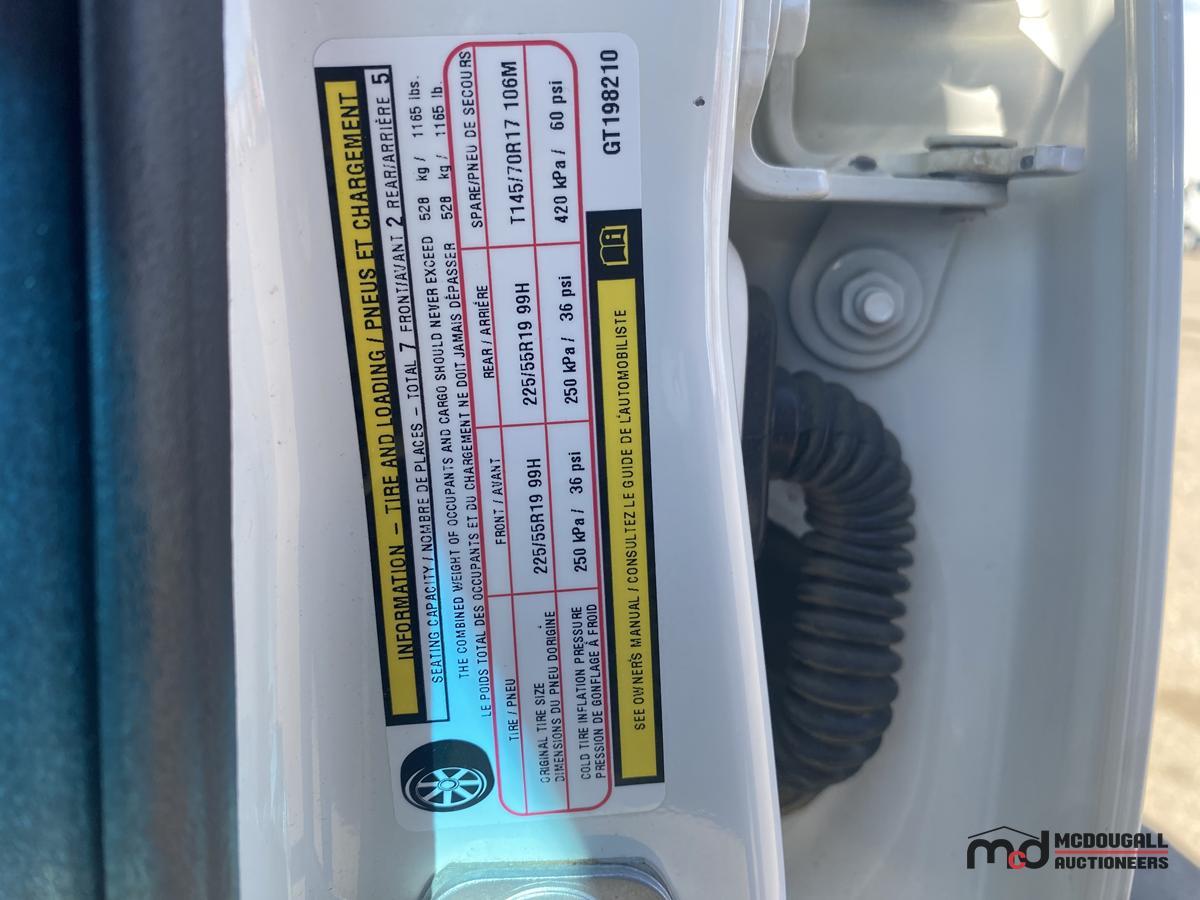 INFORMATION – TIRE AND LOADING / PNEUS ET CHARGEMENT
SEATING CAPACITY / NOMBRE DE PLACES – TOTAL 7 FRONT/AVANT 2 REAR/ARRIÈRE 5
THE COMBINED WEIGHT OF OCCUPANTS AND CARGO SHOULD NEVER EXCEED 528 kg / 1165 lbs.
LE POIDS TOTAL DES OCCUPANTS ET DU CHARGEMENT NE DOIT JAMAIS DÉPASSER 528 kg / 1165 lb.
TIRE / PNEU FRONT / AVANT REAR / ARRIÈRE SPARE/PNEU DE SECOURS
ORIGINAL TIRE SIZE
DIMENSIONS DU PNEU DORIGINE
225/55R19 99H 225/55R19 99H T145/70R17 106M
COLD TIRE INFLATION PRESSURE
PRESSION DE GONFLAGE À FROID
250 kPa / 36 psi 250 kPa / 36 psi 420 kPa / 60 psi
SEE OWNER'S MANUAL / CONSULTEZ LE GUIDE DE L'AUTOMOBILISTE
GT198210
mcd MCDOUGALL
AUCTIONEERS